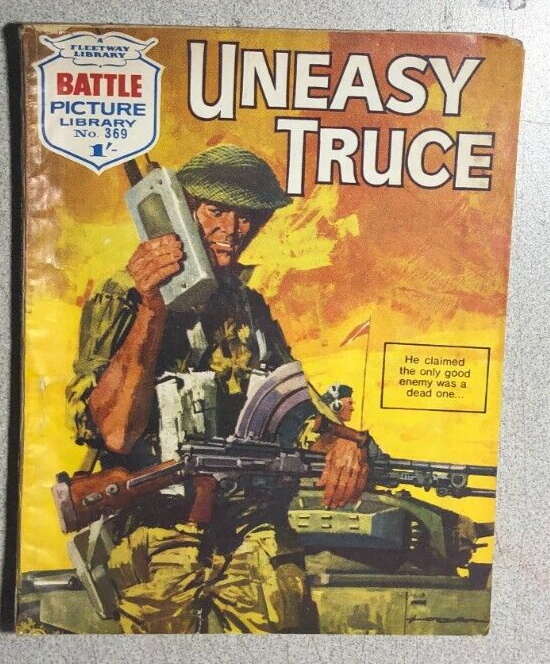 A
FLEETWAY
LIBRARY
BATTLE
PICTURE
LIBRARY
No. 369
1'-
UNEASY
TRUCE
He claimed
the only good
enemy was a
dead one...